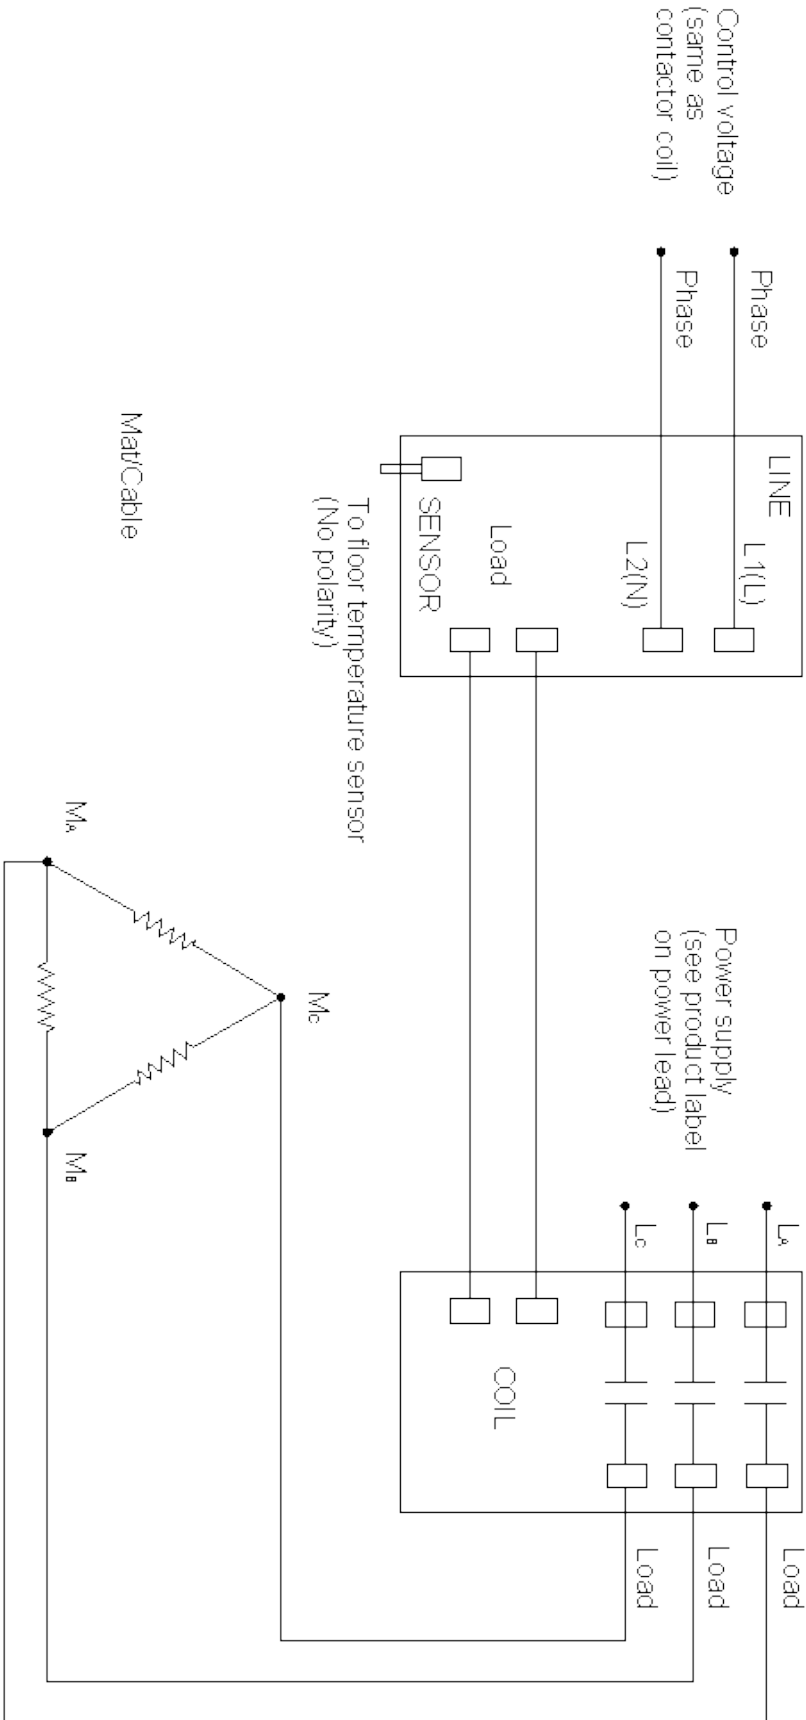 Control voltage
(same as
contactor coil)
Phase
Phase
LINE
L1(L)
L2(N)
Load
SENSOR
To floor temperature sensor
(No polarity)
Power supply
(see product label
on power lead)
LA
LB
LC
COIL
Load
Load
Load
Mat/Cable
MC
MA
MB